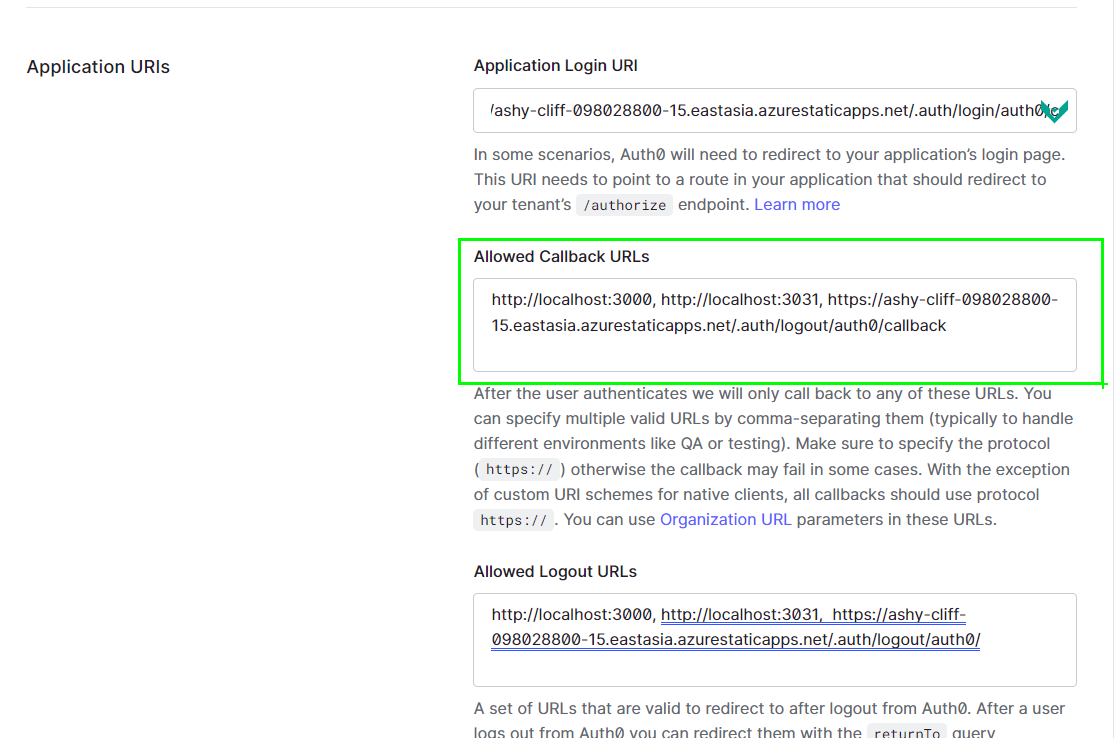 Application URIs
Application Login URI
/ashy-cliff-098028800-15.eastasia.azurestaticapps.net/.auth/login/auth0/
In some scenarios, Auth0 will need to redirect to your application’s login page.
This URI needs to point to a route in your application that should redirect to
your tenant’s /authorize endpoint. Learn more
Allowed Callback URLs
http://localhost:3000, http://localhost:3031, https://ashy-cliff-098028800-
15.eastasia.azurestaticapps.net/.auth/logout/auth0/callback
After the user authenticates we will only call back to any of these URLs. You
can specify multiple valid URLs by comma-separating them (typically to handle
different environments like QA or testing). Make sure to specify the protocol
( https:// ) otherwise the callback may fail in some cases. With the exception
of custom URI schemes for native clients, all callbacks should use protocol
https:// . You can use Organization URL parameters in these URLs.
Allowed Logout URLs
http://localhost:3000, http://localhost:3031, https://ashy-cliff-
098028800-15.eastasia.azurestaticapps.net/.auth/logout/auth0/
A set of URLs that are valid to redirect to after logout from Auth0. After a user
logs out from Auth0 you can redirect them with the returnTo query